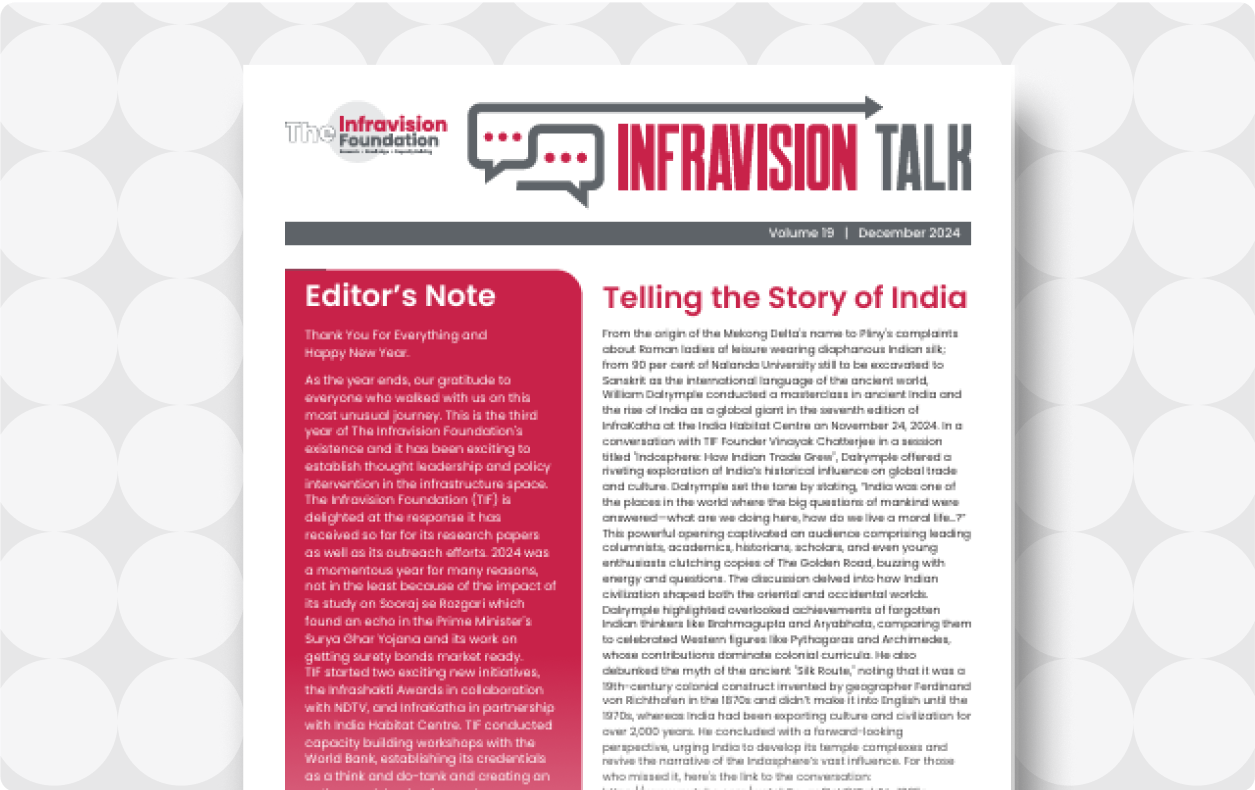 The Infravision
Foundation
INFRAVISION TALK
Volume 19 | December 2024
Editor's Note
Thank You For Everything and
Happy New Year.
As the year ends, our gratitude to
everyone who walked with us on this
most unusual journey. This is the third
year of The Infravision Foundation's
existence and it has been exciting to
establish thought leadership and policy
intervention in the infrastructure space.
The Infravision Foundation (TIF) is
delighted at the response it has
received so far for its research papers
as well as its outreach efforts. 2024 was
a momentous year for many reasons,
not in the least because of the impact of
its study on Sooraj se Rozgari which
found an echo in the Prime Minister's
Surya Ghar Yojana and its work on
getting surety bonds market ready.
TIF started two exciting new initiatives,
the Infrashakti Awards in collaboration
with NDTV, and InfraKatha in partnership
with India Habitat Centre. TIF conducted
capacity building workshops with the
World Bank, establishing its credentials
as a think and do-tank and creating an
Telling the Story of India
From the origin of the Mekong Delta's name to Pliny's complaints
about Roman ladies of leisure wearing diaphanous Indian silk;
from 90 per cent of Nalanda University still to be excavated to
Sanskrit as the international language of the ancient world,
William Dalrymple conducted a masterclass in ancient India and
the rise of India as a global giant in the seventh edition of
InfraKatha at the India Habitat Centre on November 24, 2024. In a
conversation with TIF Founder Vinayak Chatterjee in a session
titled 'Indosphere: How Indian Trade Grew', Dalrymple offered a
riveting exploration of India's historical influence on global trade
and culture. Dalrymple set the tone by stating, "India was one of
the places in the world where the big questions of mankind were
answered—what are we doing here, how do we live a moral life...?"
This powerful opening captivated an audience comprising leading
columnists, academics, historians, scholars, and even young
enthusiasts clutching copies of The Golden Road, buzzing with
energy and questions. The discussion delved into how Indian
civilization shaped both the oriental and occidental worlds.
Dalrymple highlighted overlooked achievements of forgotten
Indian thinkers like Brahmagupta and Aryabhata, comparing them
to celebrated Western figures like Pythagoras and Archimedes,
whose contributions dominate colonial curricula. He also
debunked the myth of the ancient 'Silk Route,' noting that it was a
19th-century colonial construct invented by geographer Ferdinand
von Richthofen in the 1870s and didn't make it into English until the
1970s, whereas India had been exporting culture and civilization for
over 2,000 years. He concluded with a forward-looking
perspective, urging India to develop its temple complexes and
revive the narrative of the Indosphere's vast influence. For those
who missed it, here's the link to the conversation: